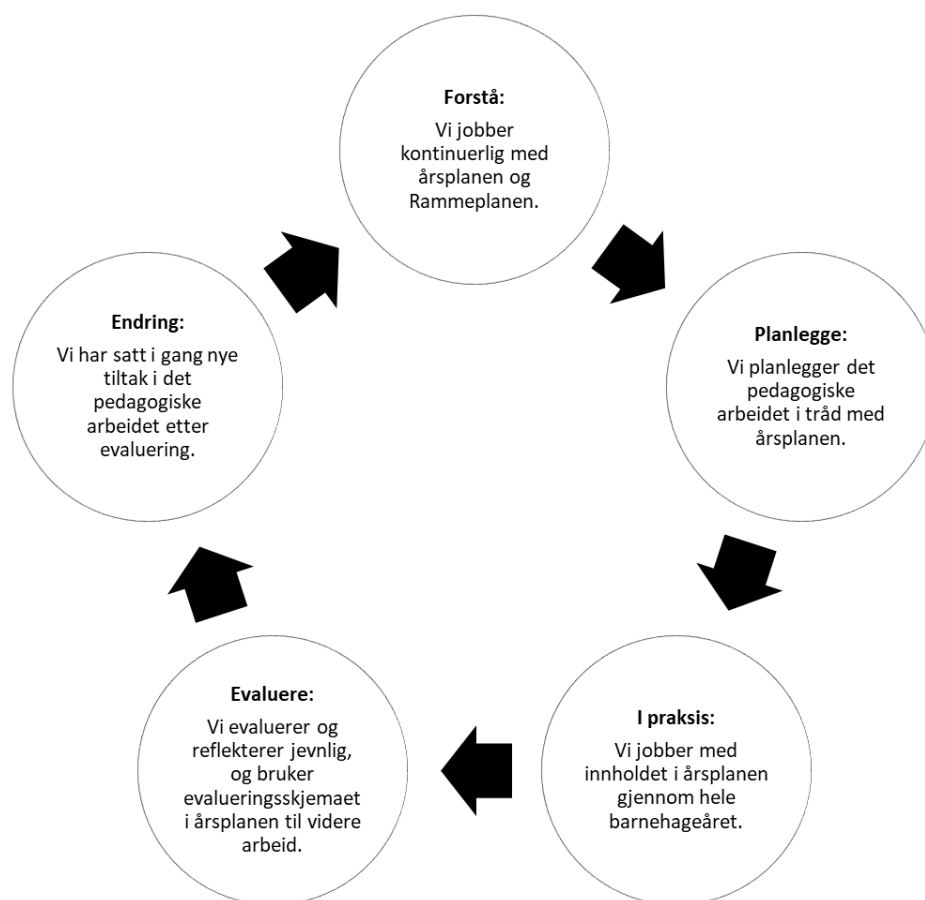 Forstå:
Vi jobber
kontinuerlig med
årsplanen og
Rammeplanen.
Planlegge:
Vi planlegger det
pedagogiske
arbeidet i tråd med
årsplanen.
I praksis:
Vi jobber med
innholdet i årsplanen
gjennom hele
barnehageåret.
Evaluere:
Vi evaluerer og
reflekterer jevnlig,
og bruker
evalueringsskjemaet
i årsplanen til videre
arbeid.
Endring:
Vi har satt i gang nye
tiltak i det
pedagogiske
arbeidet etter
evaluering.